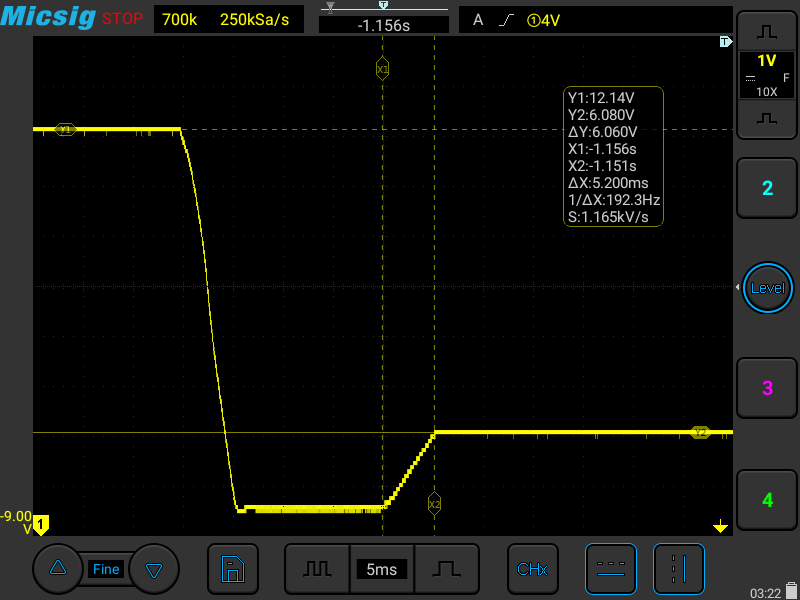 Micsig STOP 700k 250kSa/s T -1.156s A ①4V
T
X1
1V
F
10X
Y1
Y1:12.14V
Y2:6.080V
ΔY:6.060V
X1:-1.156s
X2:-1.151s
ΔX:5.200ms
1/ΔX:192.3Hz
S:1.165kV/s
2
Level
3
Y2
X2
4
-9.00
V
1
Fine 5ms CHx
03:22